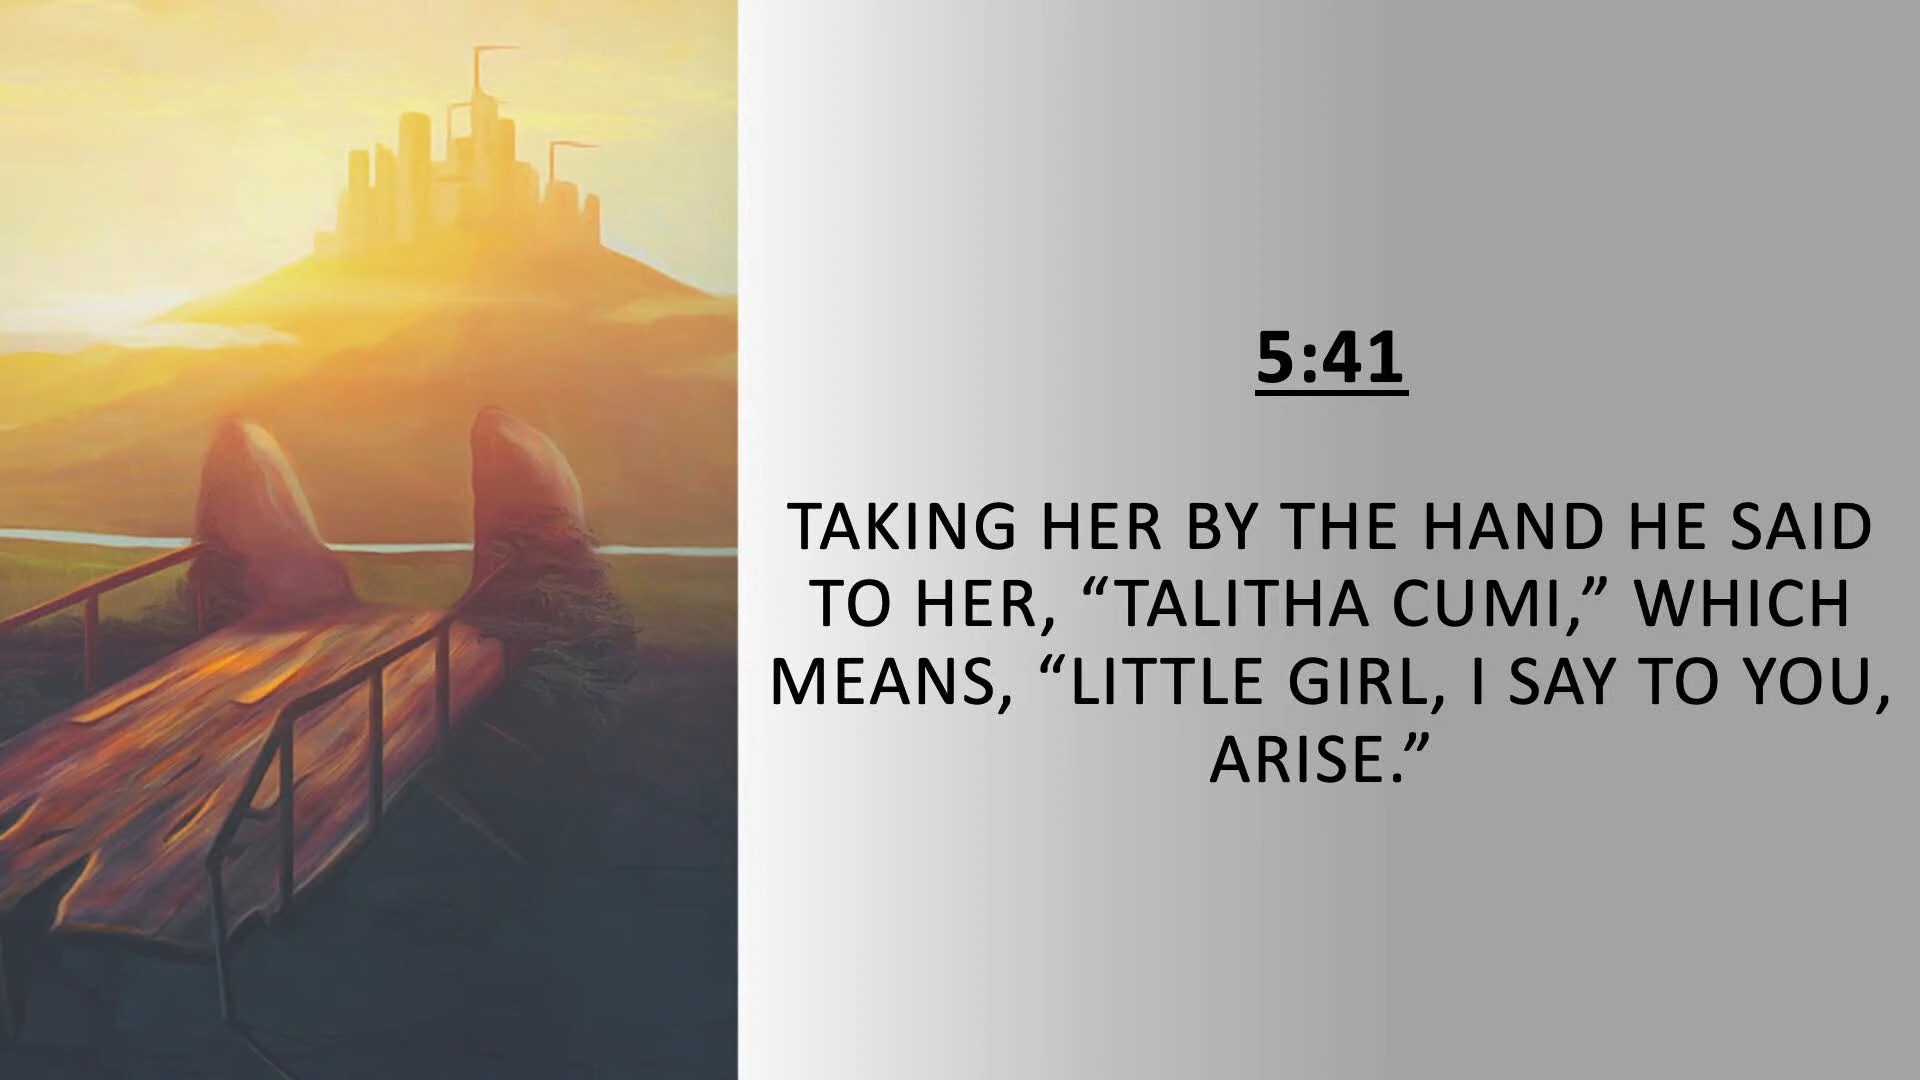 5:41
TAKING HER BY THE HAND HE SAID
TO HER, “TALITHA CUMI,” WHICH
MEANS, “LITTLE GIRL, I SAY TO YOU,
ARISE.”